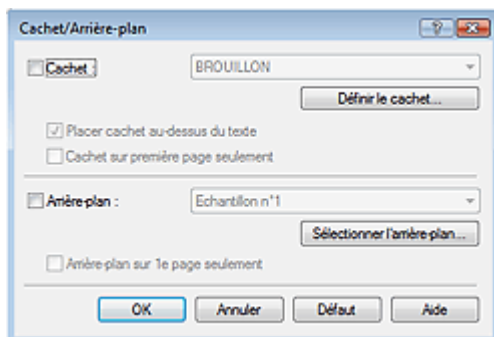 Cachet/Arrière-plan
Cachet : BROUILLON
Définir le cachet...
Placer cachet au-dessus du texte
Cachet sur première page seulement
Arrière-plan : Echantillon n°1
Sélectionner l'arrière-plan...
Arrière-plan sur 1e page seulement
OK Annuler Défaut Aide